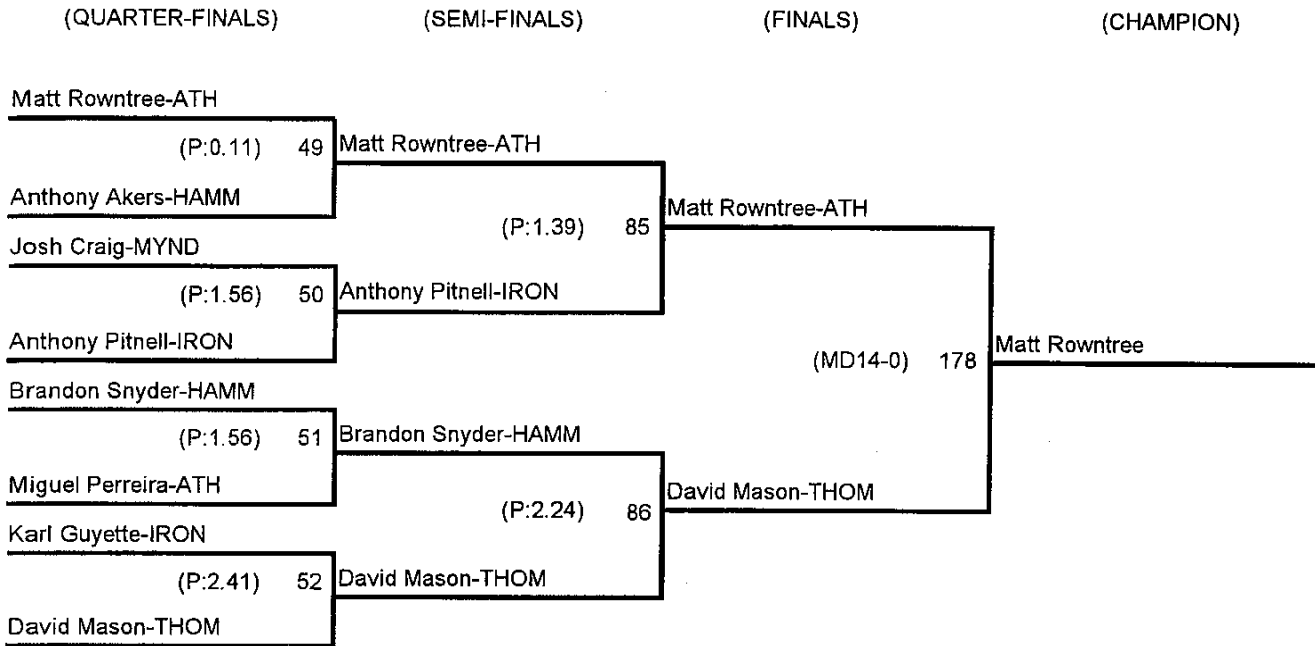 (QUARTER-FINALS) (SEMI-FINALS) (FINALS) (CHAMPION)
Matt Rowntree-ATH
(P:0.11) 49 Matt Rowntree-ATH
Anthony Akers-HAMM
(P:1.39) 85 Matt Rowntree-ATH
Josh Craig-MYND
(P:1.56) 50 Anthony Pitnell-IRON
Anthony Pitnell-IRON
(MD14-0) 178 Matt Rowntree
Brandon Snyder-HAMM
(P:1.56) 51 Brandon Snyder-HAMM
Miguel Perreira-ATH
(P:2.24) 86 David Mason-THOM
Karl Guyette-IRON
(P:2.41) 52 David Mason-THOM
David Mason-THOM